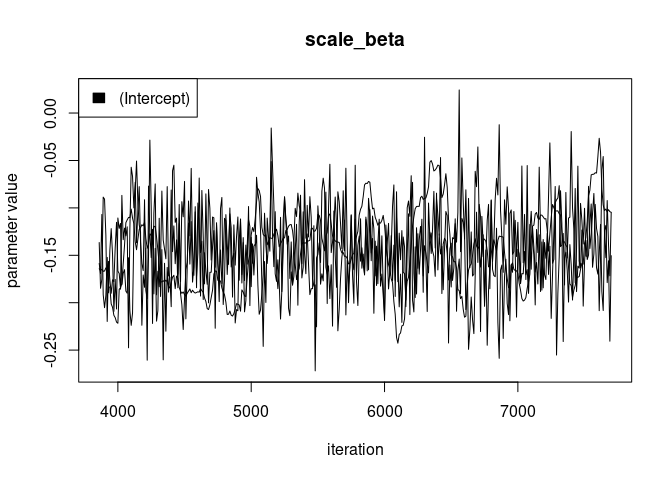 scale_beta
(Intercept)
parameter value
0.00
-0.05
-0.15
-0.25
4000 5000 6000 7000
iteration